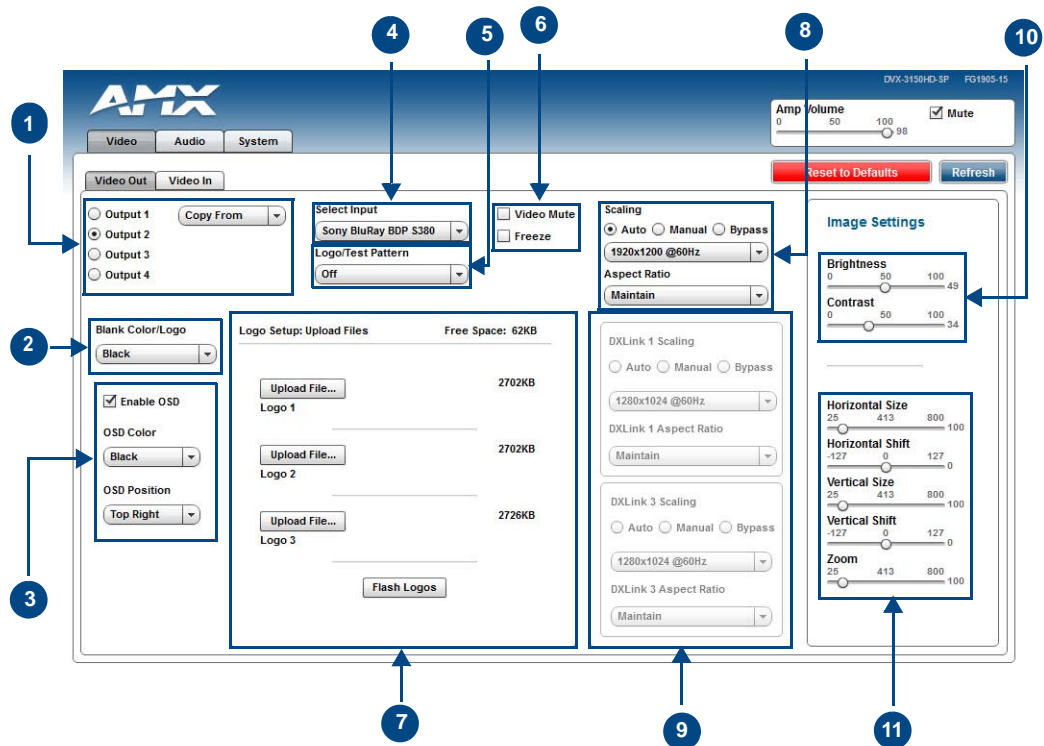 4
5
6
8
10
1
AMX
DVX-3150HD-SP FG1905-15
Amp Volume
0 50 100
98
Mute
Video Audio System
Reset to Defaults
Refresh
Video Out Video In
Output 1
Output 2
Output 3
Output 4
Copy From
Select Input
Sony BluRay BDP S380
Logo/Test Pattern
Off
Video Mute
Freeze
Scaling
Auto Manual Bypass
1920x1200 @60Hz
Aspect Ratio
Maintain
Image Settings
Brightness
0 50 100
49
Contrast
0 50 100
34
2
Blank Color/Logo
Black
3
Enable OSD
OSD Color
Black
OSD Position
Top Right
Logo Setup: Upload Files Free Space: 62KB
Upload File... 2702KB
Logo 1
Upload File... 2702KB
Logo 2
Upload File... 2726KB
Logo 3
Flash Logos
DXLink 1 Scaling
Auto Manual Bypass
1280x1024 @60Hz
DXLink 1 Aspect Ratio
Maintain
DXLink 3 Scaling
Auto Manual Bypass
1280x1024 @60Hz
DXLink 3 Aspect Ratio
Maintain
Horizontal Size
25 413 800
100
Horizontal Shift
-127 0 127
0
Vertical Size
25 413 800
100
Vertical Shift
-127 0 127
0
Zoom
25 413 800
100
7
9
11